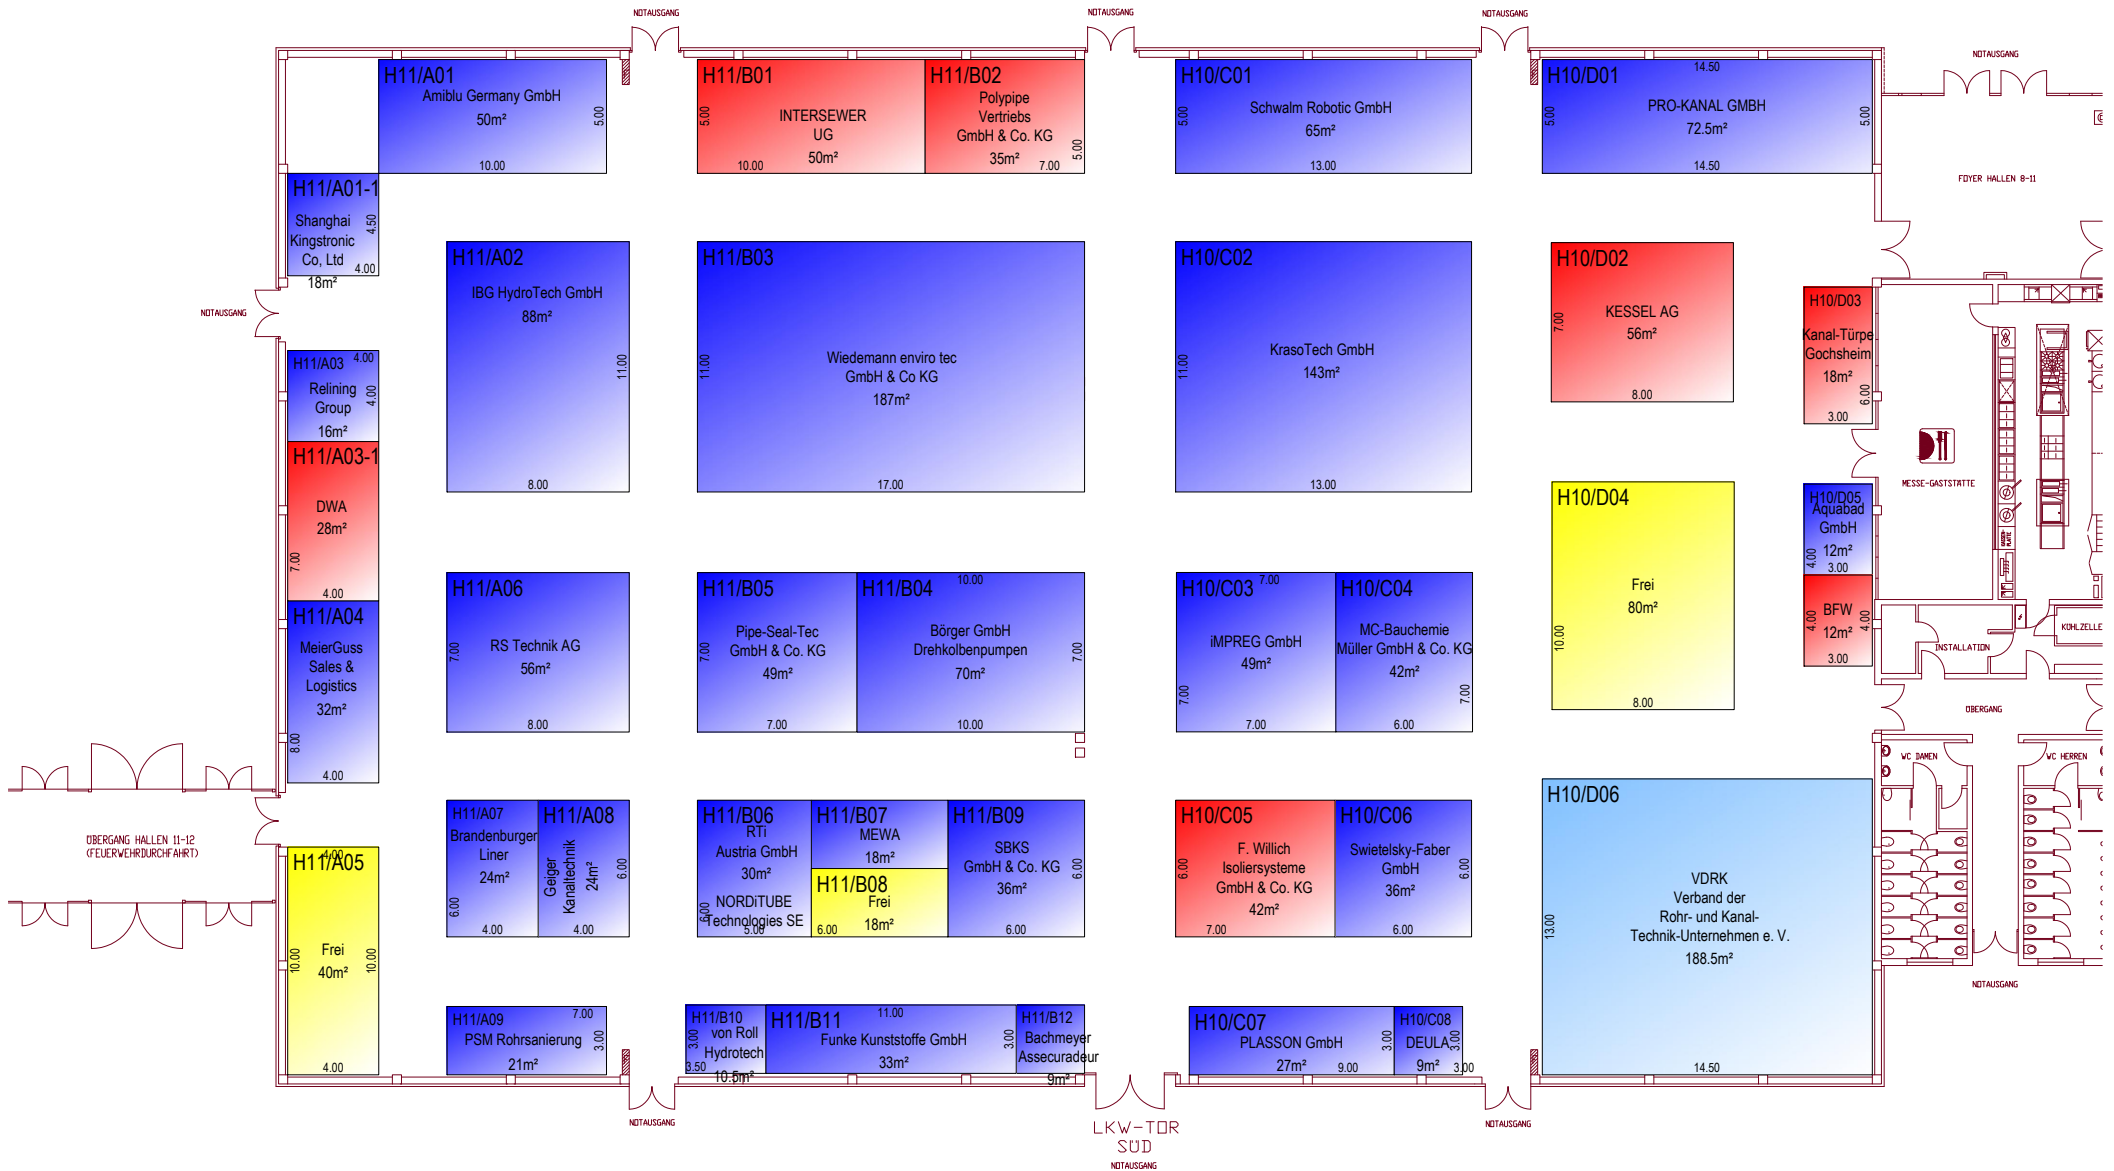 NOTAUSGANG
NOTAUSGANG
NOTAUSGANG
NOTAUSGANG
H11/A01
Amiblu Germany GmbH
50m²
5.00
10.00
H11/B01
5.00
INTERSEWER
UG
50m²
10.00
H11/B02
Polypipe
Vertriebs
GmbH & Co. KG
35m²
7.00
5.00
H10/C01
5.00
Schwalm Robotic GmbH
65m²
13.00
H10/D01
14.50
5.00
PRO-KANAL GMBH
72.5m²
5.00
14.50
FOYER HALLEN 8-11
H11/A01-1
Shanghai
Kingstronic
Co, Ltd
18m²
4.50
4.00
NOTAUSGANG
H11/A02
IBG HydroTech GmbH
88m²
11.00
8.00
H11/B03
11.00
Wiedemann enviro tec
GmbH & Co KG
187m²
17.00
H10/C02
11.00
KrasoTech GmbH
143m²
13.00
H10/D02
7.00
KESSEL AG
56m²
8.00
H10/D03
Kanal-Türpe
Gochsheim
18m²
6.00
3.00
MESSE-GASTSTÄTTE
H11/A03
4.00
Relining
Group
16m²
4.00
H11/A03-1
DWA
28m²
7.00
4.00
H11/A04
MeierGuss
Sales &
Logistics
32m²
8.00
4.00
H10/D04
Frei
80m²
10.00
8.00
H10/D05
Aquabad
GmbH
12m²
4.00
3.00
BFW
12m²
4.00
4.00
3.00
INSTALLATION
KÜHLZELLE
ÜBERGANG
WC DAMEN
WC HERREN
H11/A06
7.00
RS Technik AG
56m²
8.00
H11/B05
7.00
Pipe-Seal-Tec
GmbH & Co. KG
49m²
7.00
H11/B04
10.00
Börger GmbH
Drehkolbenpumpen
70m²
7.00
10.00
H10/C03
7.00
iMPREG GmbH
49m²
7.00
7.00
H10/C04
MC-Bauchemie
Müller GmbH & Co. KG
42m²
7.00
6.00
ÜBERGANG HALLEN 11-12
(FEUERWEHRDURCHFAHRT)
H11/A05
4.00
Frei
40m²
10.00
10.00
4.00
H11/A07
Brandenburger
Liner
24m²
6.00
4.00
H11/A08
Geiger
Kanaltechnik
24m²
6.00
4.00
H11/B06
RTi
Austria GmbH
30m²
NORDiTUBE
Technologies SE
6.00
5.00
H11/B07
MEWA
18m²
H11/B08
Frei
18m²
6.00
H11/B09
SBKS
GmbH & Co. KG
36m²
6.00
6.00
H10/C05
6.00
F. Willich
Isoliersysteme
GmbH & Co. KG
42m²
7.00
H10/C06
Swietelsky-Faber
GmbH
36m²
6.00
6.00
H10/D06
13.00
VDRK
Verband der
Rohr- und Kanal-
Technik-Unternehmen e. V.
188.5m²
14.50
NOTAUSGANG
H11/A09
7.00
PSM Rohrsanierung
21m²
3.00
H11/B10
von Roll
Hydrotech
10.5m²
3.00
3.50
H11/B11
11.00
Funke Kunststoffe GmbH
33m²
3.00
H11/B12
Bachmeyer
Assecuradeur
9m²
H10/C07
PLASSON GmbH
27m²
9.00
3.00
H10/C08
DEULA
9m²
3.00
3.00
NOTAUSGANG
LKW-TOR
SÜD
NOTAUSGANG
NOTAUSGANG